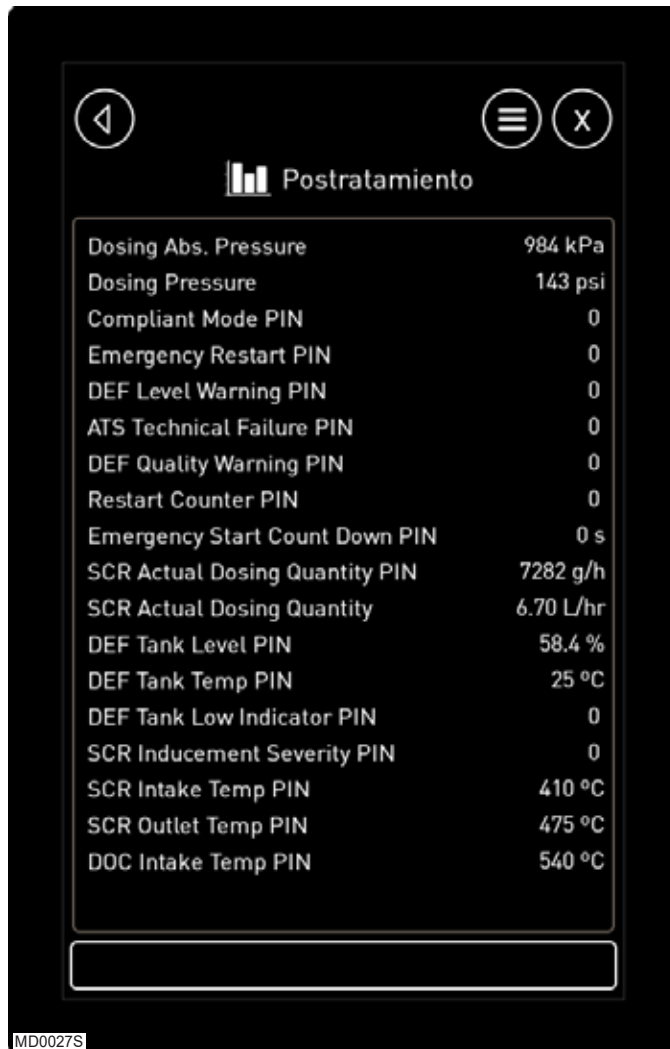 X
Postratamiento
Dosing Abs. Pressure 984 kPa
Dosing Pressure 143 psi
Compliant Mode PIN 0
Emergency Restart PIN 0
DEF Level Warning PIN 0
ATS Technical Failure PIN 0
DEF Quality Warning PIN 0
Restart Counter PIN 0
Emergency Start Count Down PIN 0 s
SCR Actual Dosing Quantity PIN 7282 g/h
SCR Actual Dosing Quantity 6.70 L/hr
DEF Tank Level PIN 58.4 %
DEF Tank Temp PIN 25 ºC
DEF Tank Low Indicator PIN 0
SCR Inducement Severity PIN 0
SCR Intake Temp PIN 410 ºC
SCR Outlet Temp PIN 475 ºC
DOC Intake Temp PIN 540 ºC
MD0027S